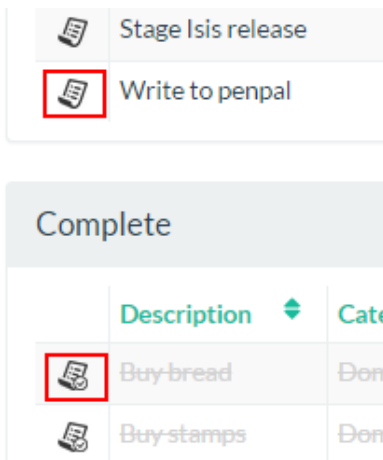 Stage Isis release
Write to penpal
Complete
Description
Buy bread
Buy stamps